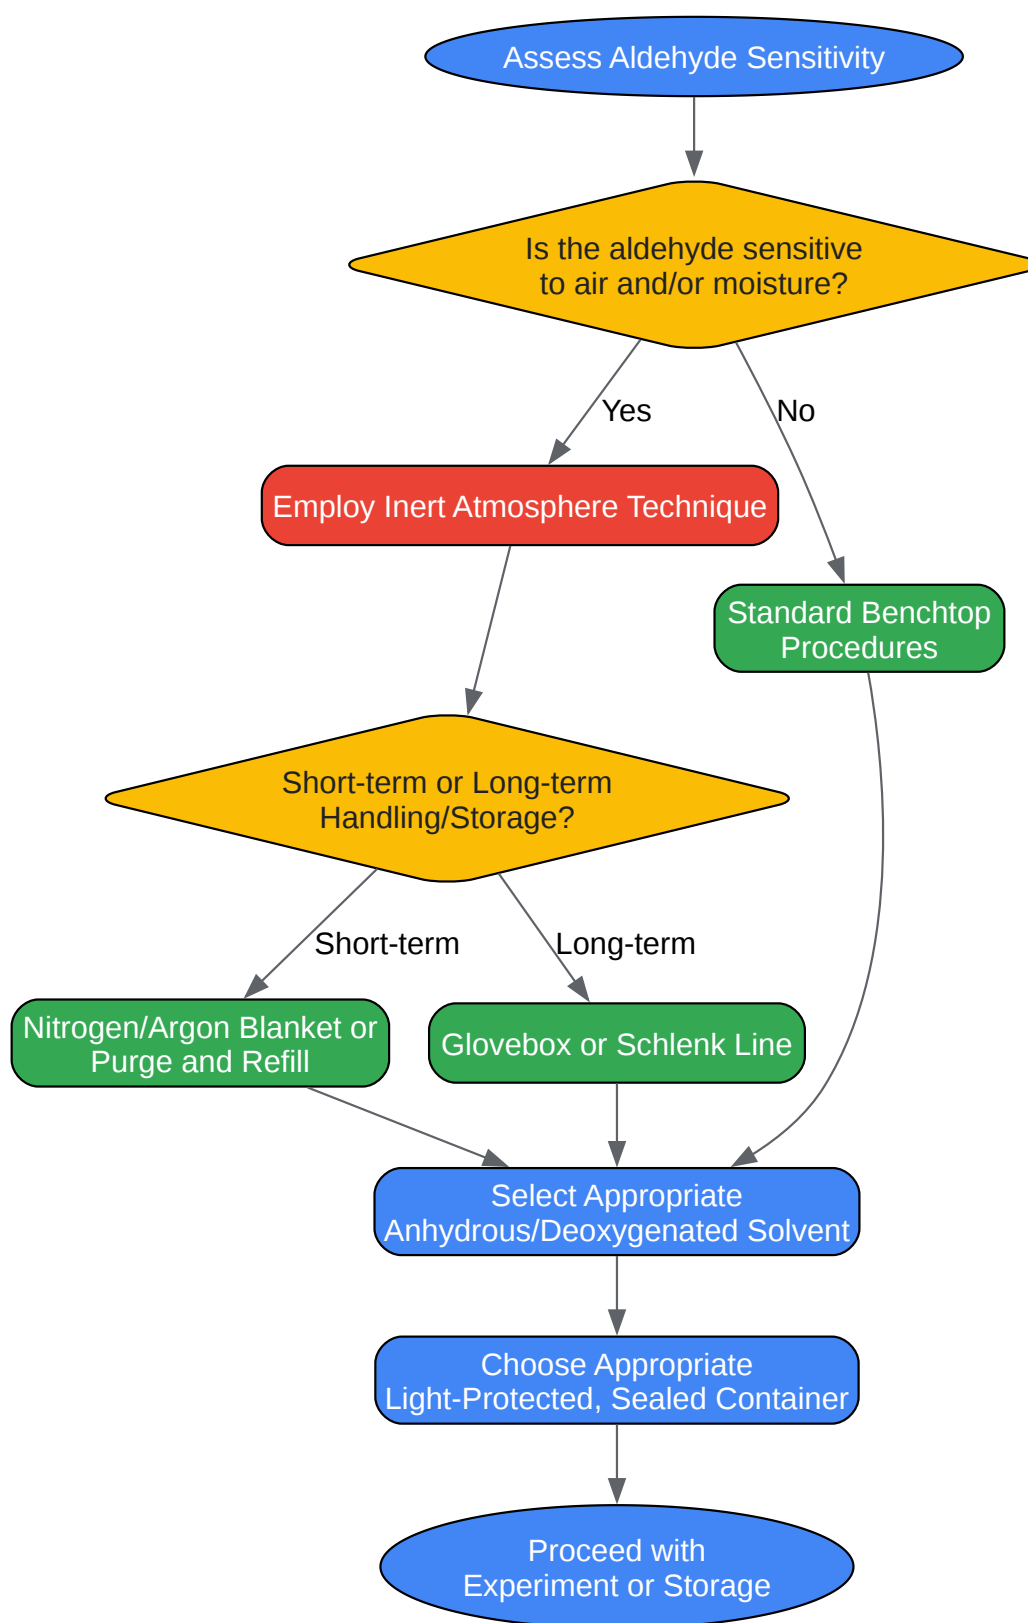 Assess Aldehyde Sensitivity
Is the aldehyde sensitive
to air and/or moisture?
Yes
No
Employ Inert Atmosphere Technique
Standard Benchtop
Procedures
Short-term or Long-term
Handling/Storage?
Short-term
Long-term
Nitrogen/Argon Blanket or
Purge and Refill
Glovebox or Schlenk Line
Select Appropriate
Anhydrous/Deoxygenated Solvent
Choose Appropriate
Light-Protected, Sealed Container
Proceed with
Experiment or Storage